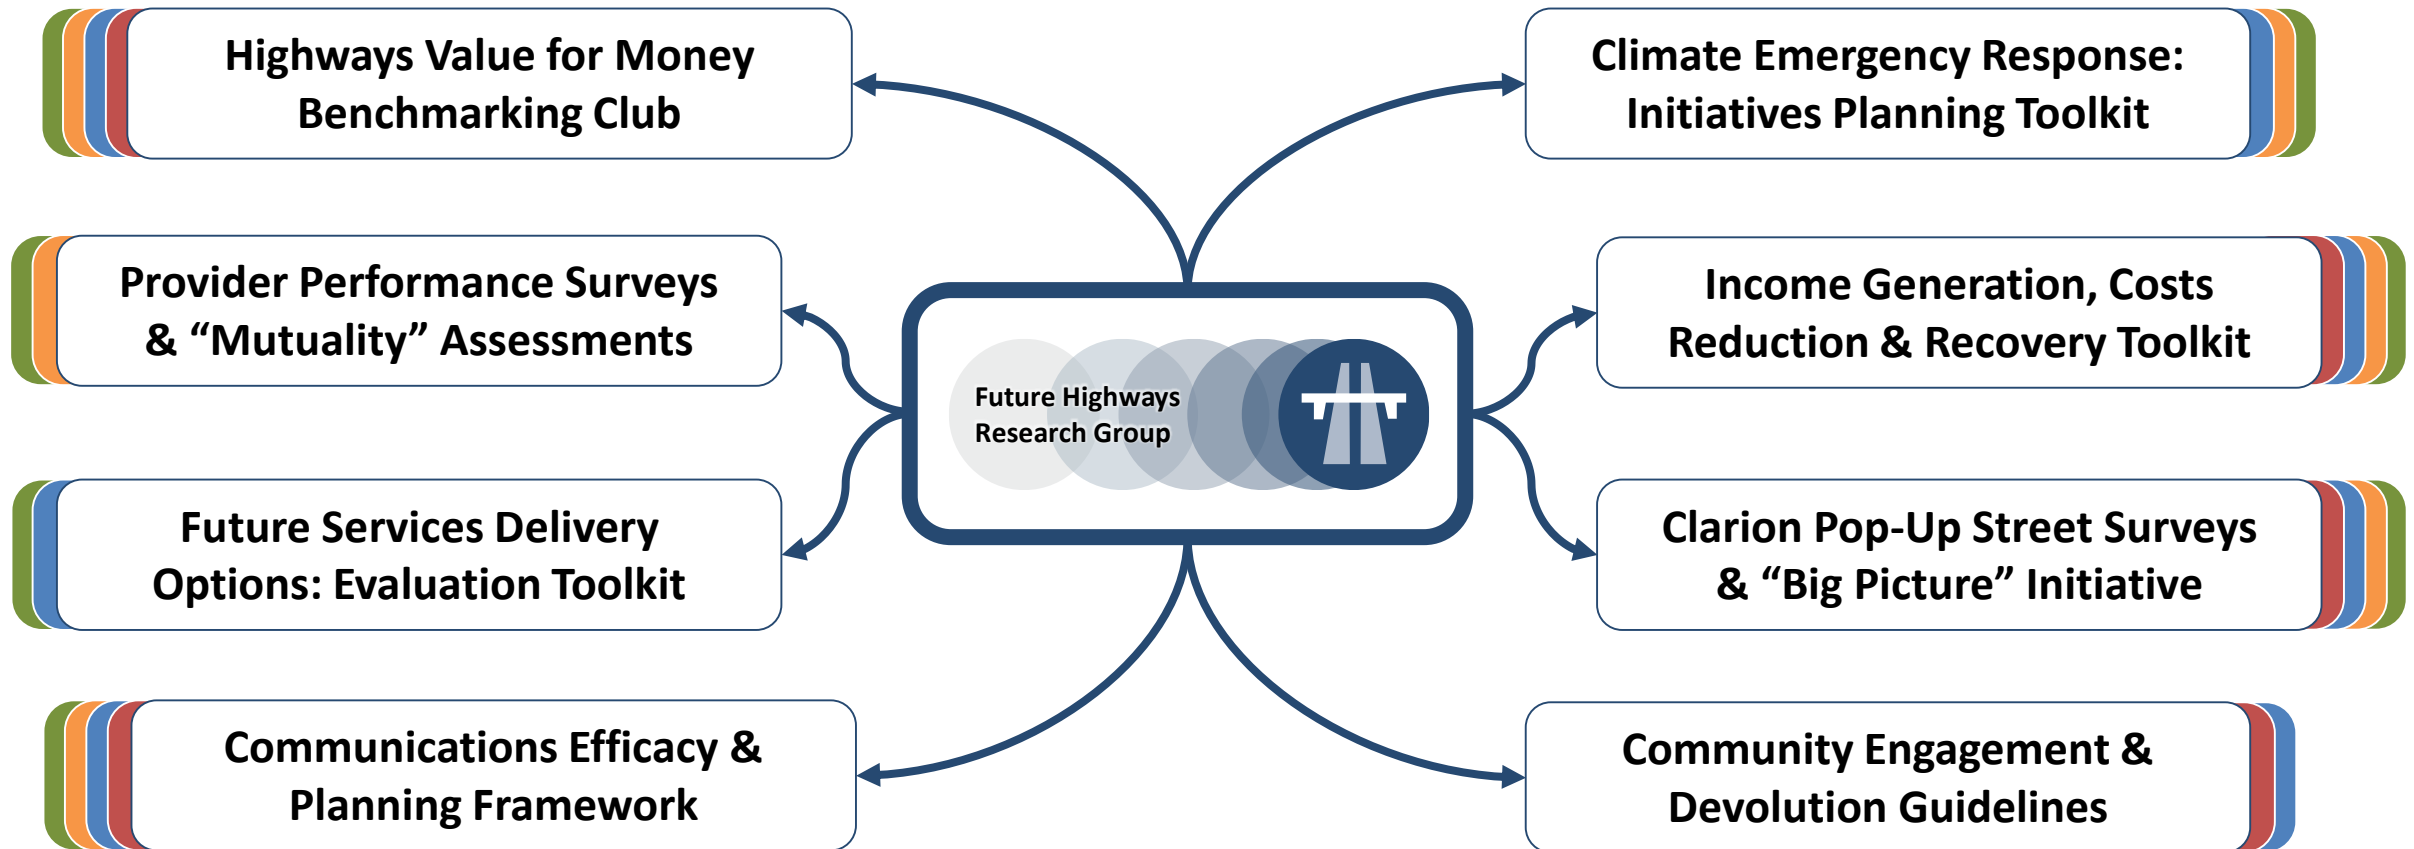 Highways Value for Money
Benchmarking Club
Climate Emergency Response:
Initiatives Planning Toolkit
Provider Performance Surveys
& “Mutuality” Assessments
Income Generation, Costs
Reduction & Recovery Toolkit
Future Highways
Research Group
Future Services Delivery
Options: Evaluation Toolkit
Clarion Pop-Up Street Surveys
& “Big Picture” Initiative
Communications Efficacy &
Planning Framework
Community Engagement &
Devolution Guidelines